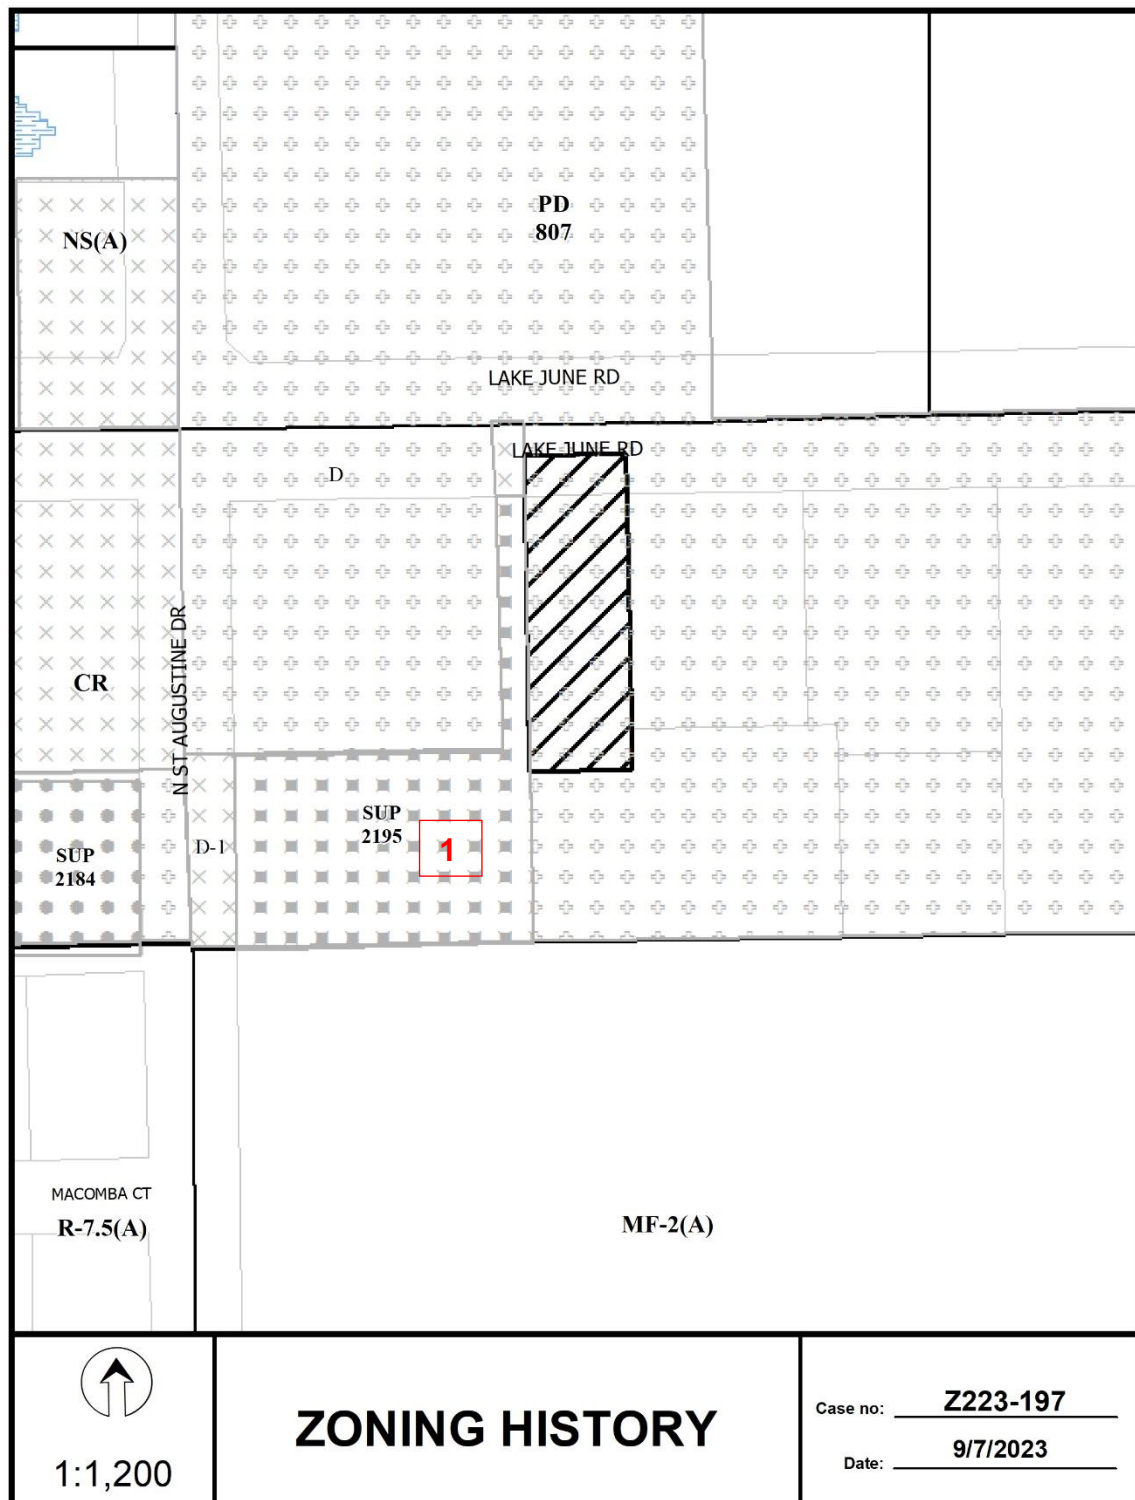 PD
807
NS(A)
LAKE JUNE RD
LAKE JUNE RD
D
N ST AUGUSTINE DR
CR
SUP
2195
1
D-1
SUP
2184
MACOMBA CT
R-7.5(A)
MF-2(A)
1:1,200
ZONING HISTORY
Case no: Z223-197
Date: 9/7/2023